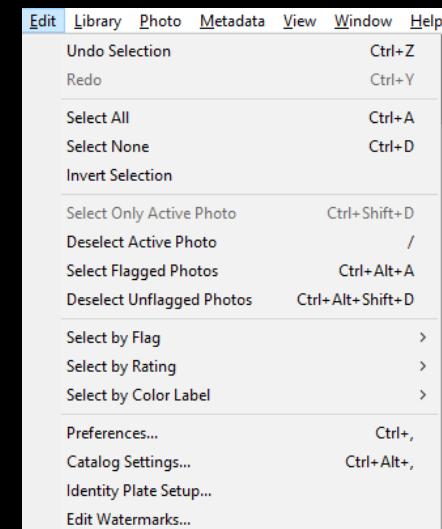 Edit Library Photo Metadata View Window Help
Undo Selection Ctrl+Z
Redo Ctrl+Y
Select All Ctrl+A
Select None Ctrl+D
Invert Selection
Select Only Active Photo Ctrl+Shift+D
Deselect Active Photo /
Select Flagged Photos Ctrl+Alt+A
Deselect Unflagged Photos Ctrl+Alt+Shift+D
Select by Flag >
Select by Rating >
Select by Color Label >
Preferences... Ctrl+,
Catalog Settings... Ctrl+Alt+,
Identity Plate Setup...
Edit Watermarks...